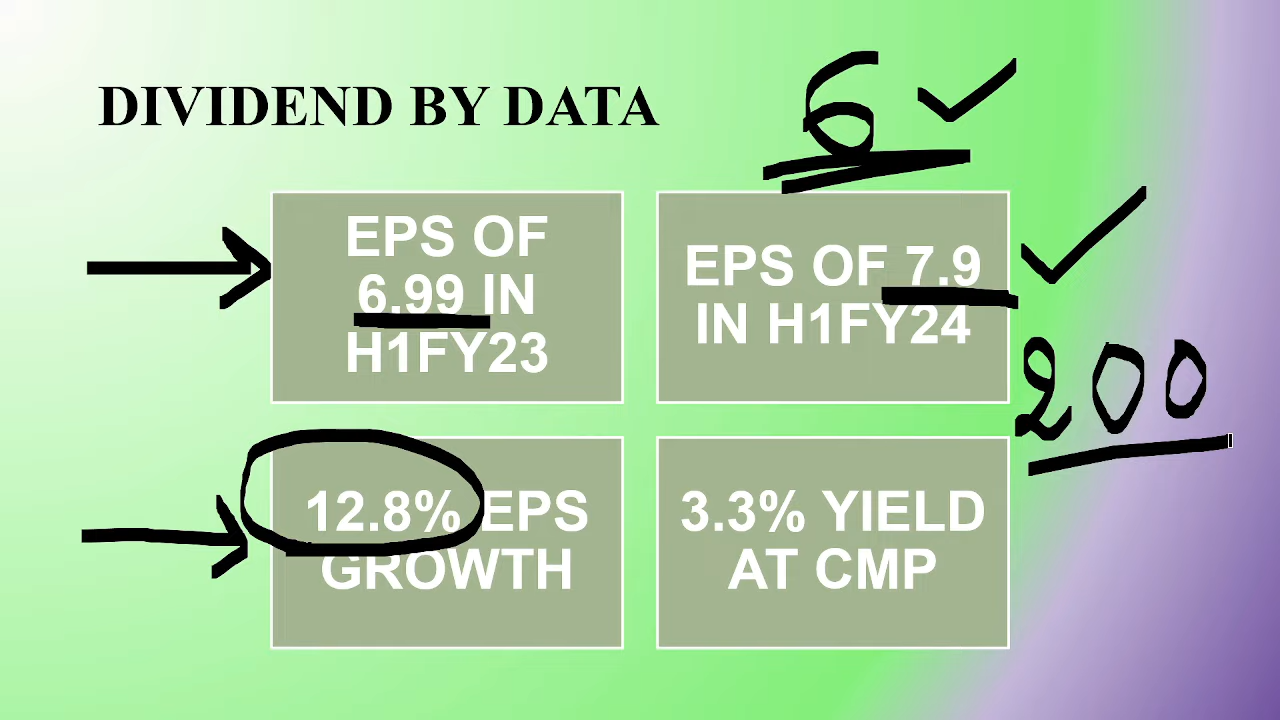 DIVIDEND BY DATA
6
EPS OF
6.99 IN
H1FY23
EPS OF 7.9
IN H1FY24
200
12.8% EPS
GROWTH
3.3% YIELD
AT CMP